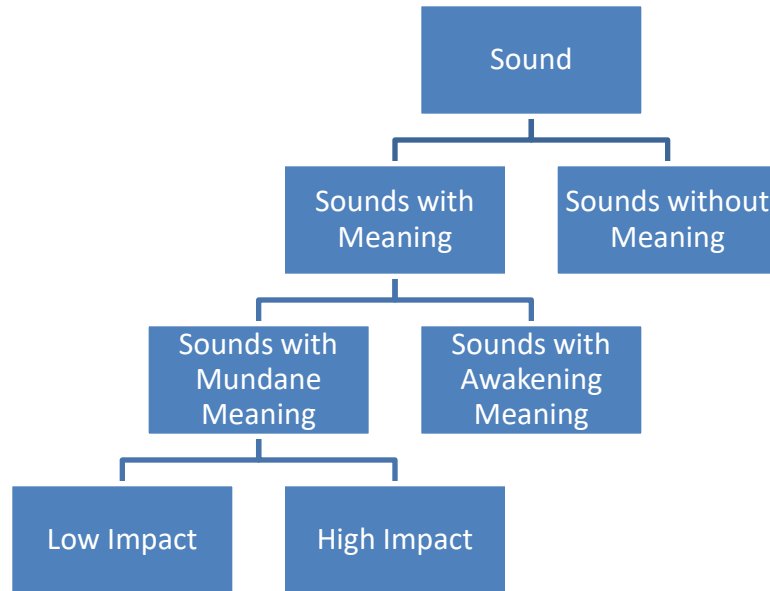 Sound
Sounds with
Meaning
Sounds without
Meaning
Sounds with
Mundane
Meaning
Sounds with
Awakening
Meaning
Low Impact
High Impact